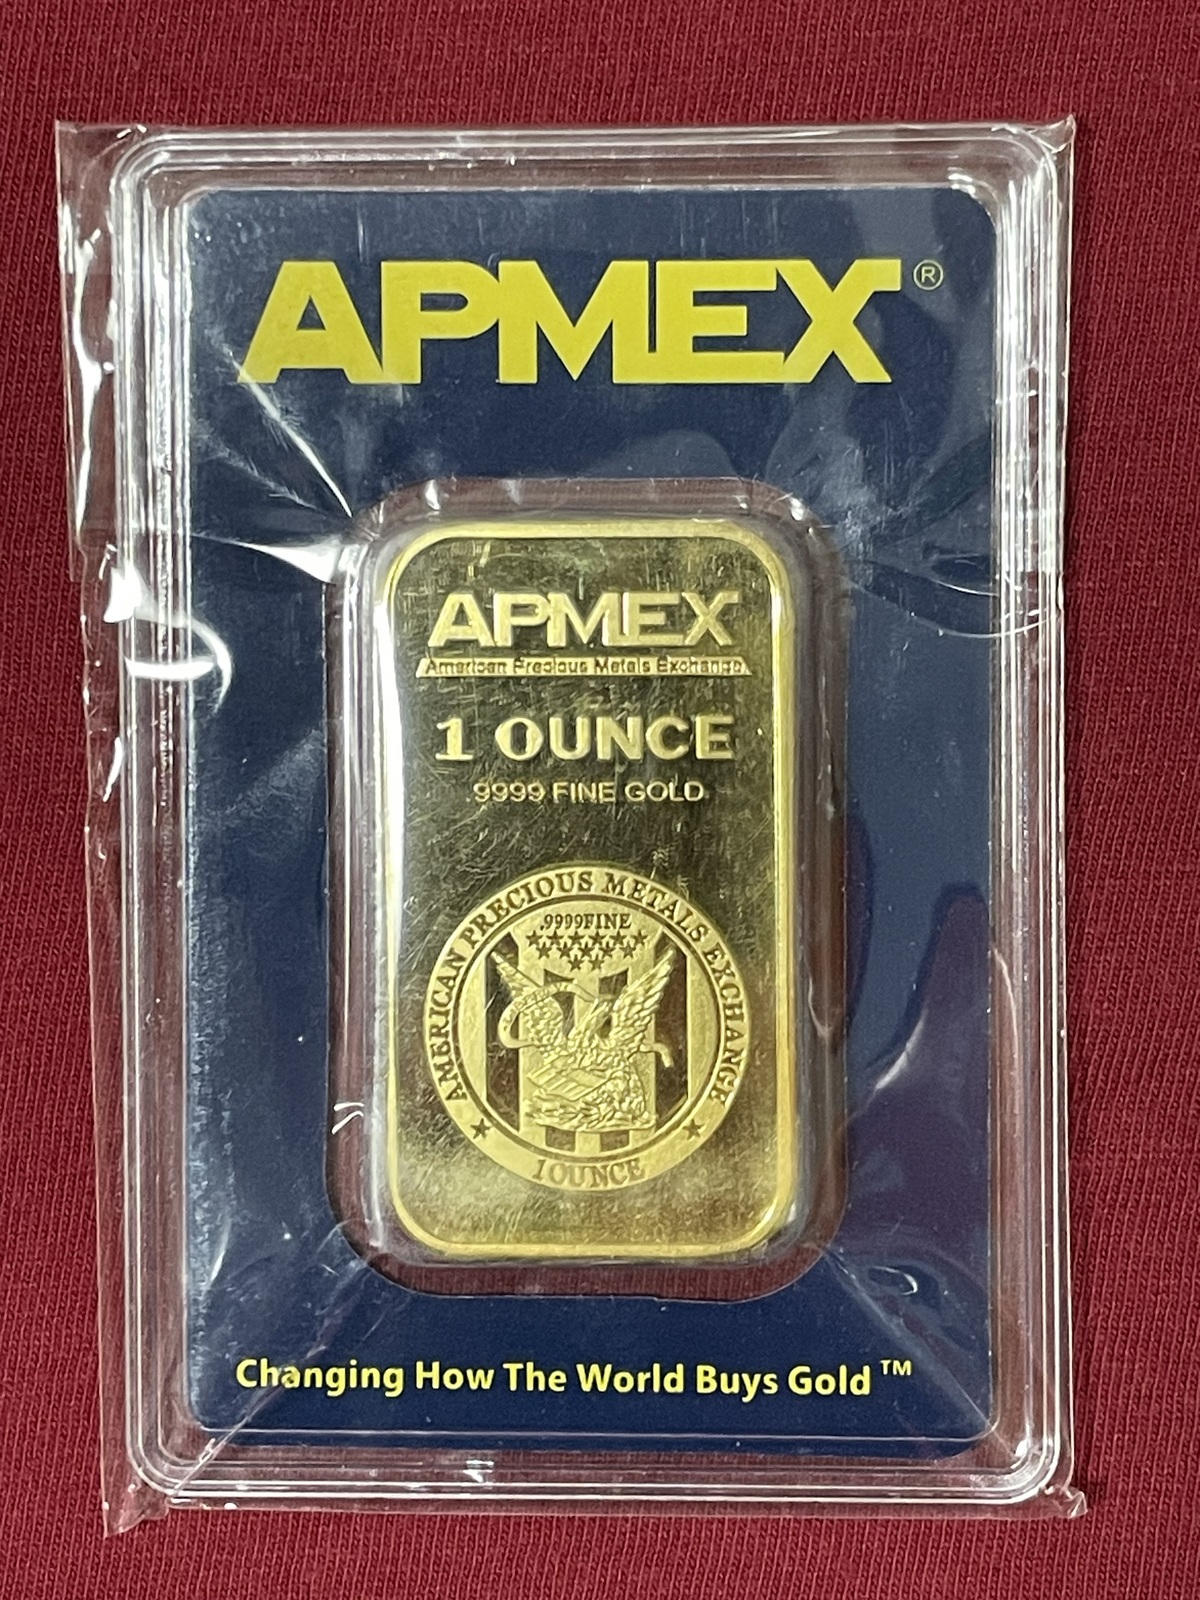 APMEX®
APMEX
American Precious Metals Exchange
1 OUNCE
.9999 FINE GOLD
AMERICAN PRECIOUS METALS EXCHANGE
.9999FINE
1OUNCE
Changing How The World Buys Gold™